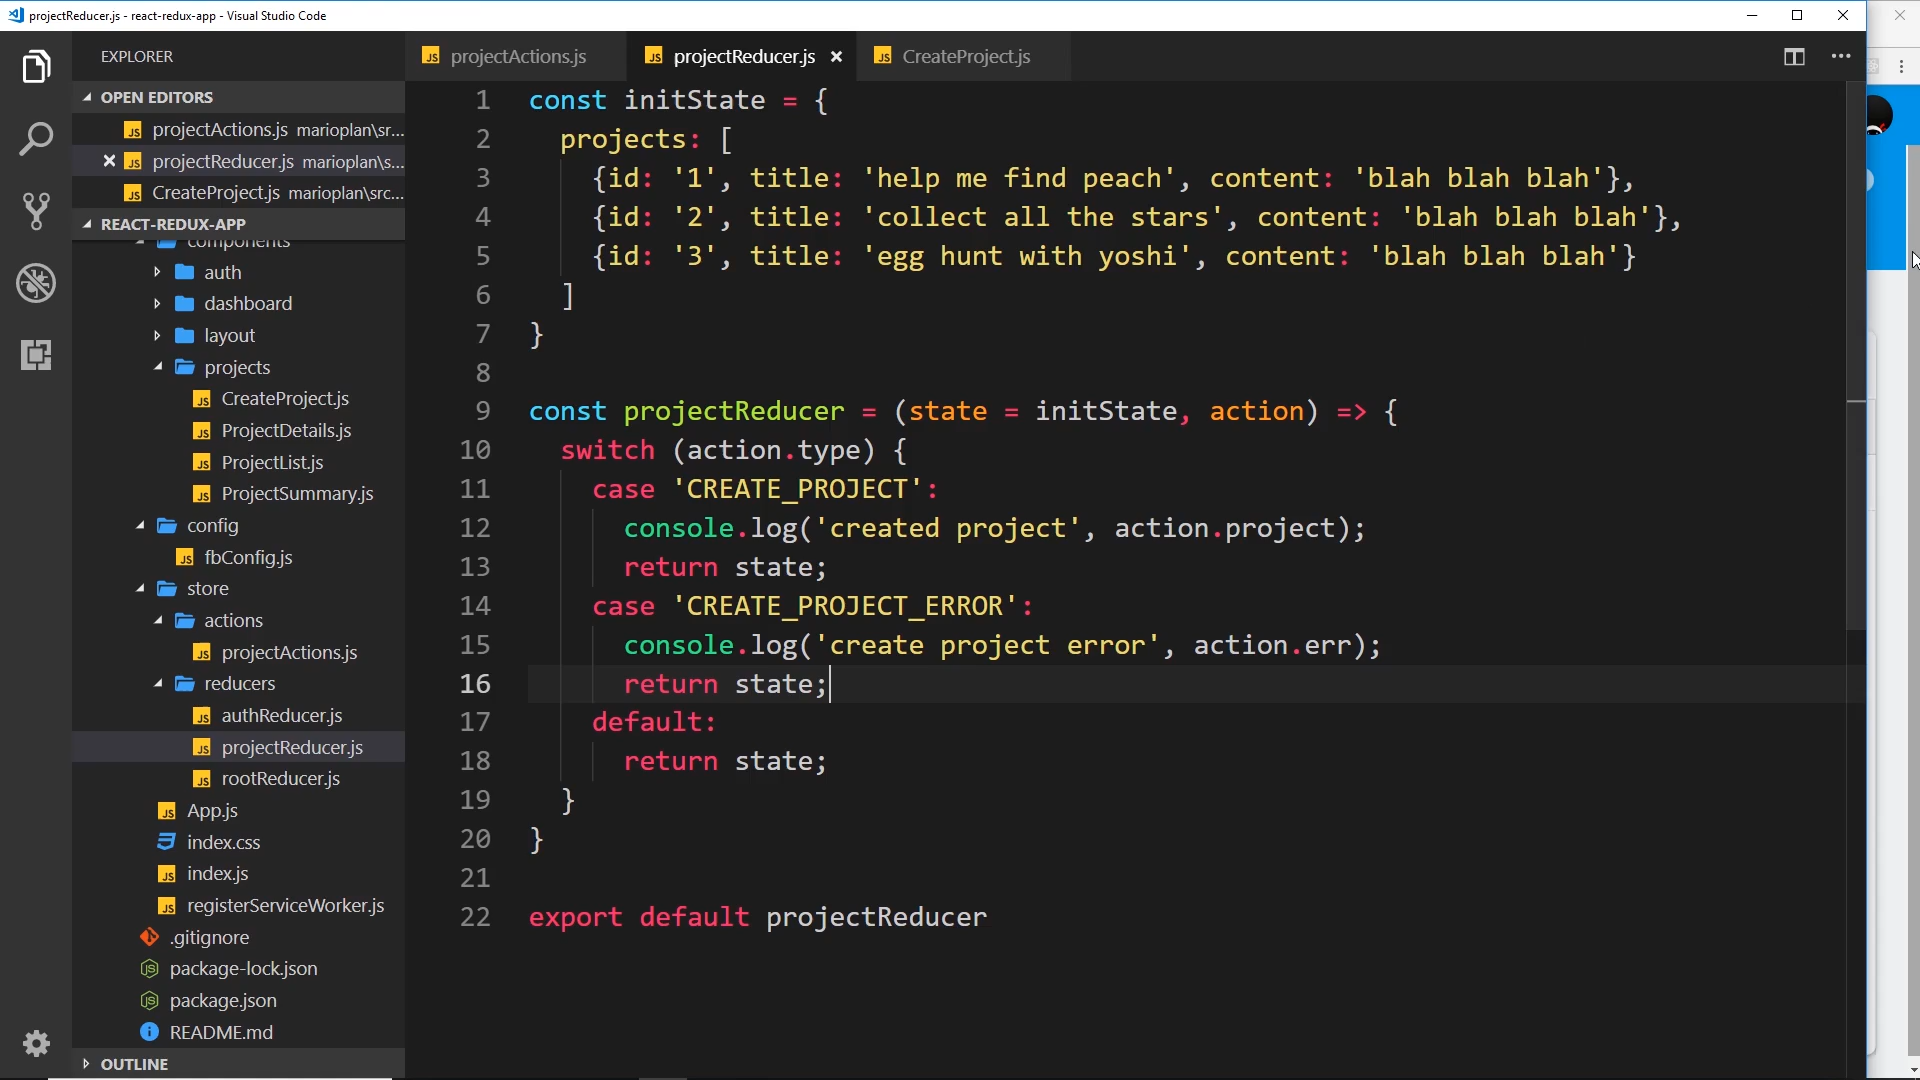 projectReducer.js - react-redux-app - Visual Studio Code
EXPLORER
OPEN EDITORS
projectActions.js marioplan\sr...
projectReducer.js marioplan\s...
CreateProject.js marioplan\src...
REACT-REDUX-APP
components
auth
dashboard
layout
projects
CreateProject.js
ProjectDetails.js
ProjectList.js
ProjectSummary.js
config
fbConfig.js
store
actions
projectActions.js
reducers
authReducer.js
projectReducer.js
rootReducer.js
App.js
index.css
index.js
registerServiceWorker.js
.gitignore
package-lock.json
package.json
README.md
OUTLINE
projectActions.js
projectReducer.js
CreateProject.js
1 const initState = {
2 projects: [
3 {id: '1', title: 'help me find peach', content: 'blah blah blah'},
4 {id: '2', title: 'collect all the stars', content: 'blah blah blah'},
5 {id: '3', title: 'egg hunt with yoshi', content: 'blah blah blah'}
6 ]
7 }
8
9 const projectReducer = (state = initState, action) => {
10 switch (action.type) {
11 case 'CREATE_PROJECT':
12 console.log('created project', action.project);
13 return state;
14 case 'CREATE_PROJECT_ERROR':
15 console.log('create project error', action.err);
16 return state;
17 default:
18 return state;
19 }
20 }
21
22 export default projectReducer